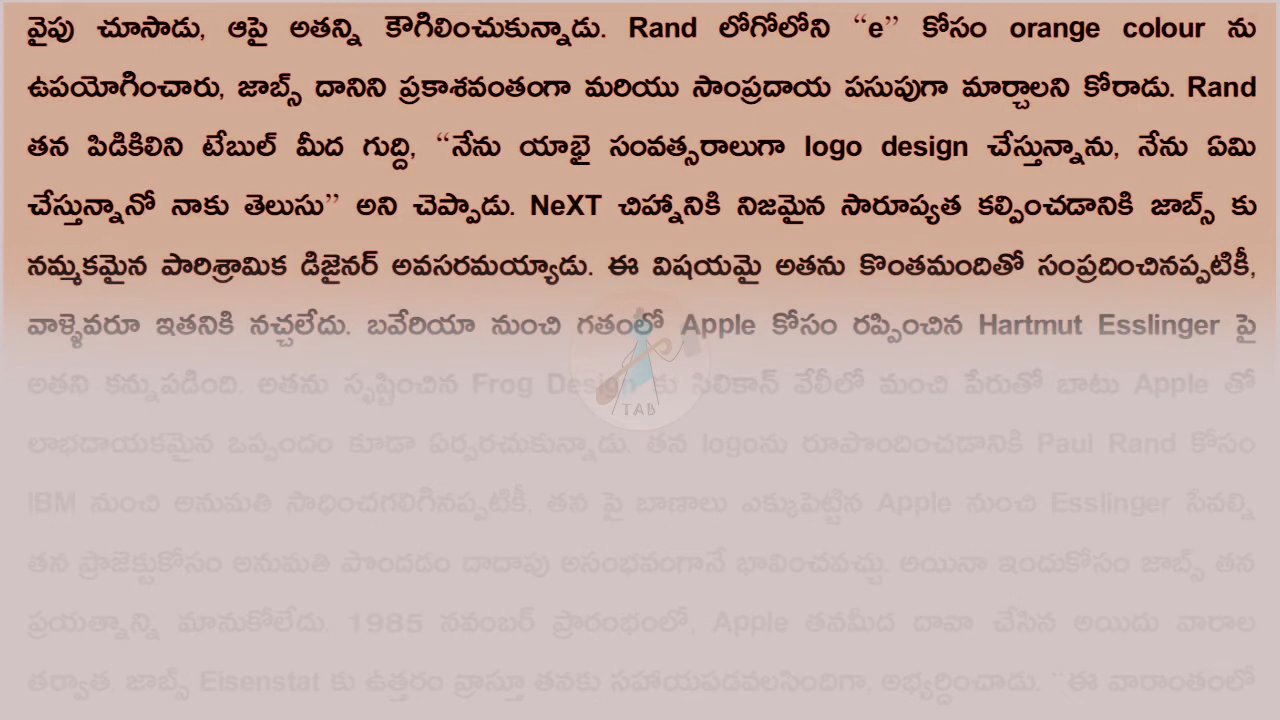 వైపు చూసాడు, ఆపై అతన్ని కౌగిలించుకున్నాడు. Rand లోగోలోని “e” కోసం orange colour ను
ఉపయోగించారు, జాబ్స్ దానిని ప్రకాశవంతంగా మరియు సాంప్రదాయ పసుపుగా మార్చాలని కోరాడు. Rand
తన పిడికిలిని టేబుల్ మీద గుద్ది, “నేను యాభై సంవత్సరాలుగా logo design చేస్తున్నాను, నేను ఏమి
చేస్తున్నానో నాకు తెలుసు” అని చెప్పాడు. NeXT చిహ్నానికి నిజమైన సారూప్యత కల్పించడానికి జాబ్స్ కు
నమ్మకమైన పారిశ్రామిక డిజైనర్ అవసరమయ్యాడు. ఈ విషయమై అతను కొంతమందితో సంప్రదించినప్పటికీ,
వాళ్ళెవరూ ఇతనికి నచ్చలేదు. బవేరియా నుంచి గతంలో Apple కోసం రప్పించిన Hartmut Esslinger పై
అతని కన్నుపడింది. అతను సృష్టించిన Frog Design కు సిలికాన్ వేలీలో మంచి పేరుతో బాటు Apple తో
లాభదాయకమైన ఒప్పందం కూడా ఏర్పరచుకున్నాడు. తన logoను రూపొందించడానికి Paul Rand కోసం
IBM నుంచి అనుమతి సాధించగలిగినప్పటికీ, తన పై బాణాలు ఎక్కుపెట్టిన Apple నుంచి Esslinger సేవల్ని
తన ప్రాజెక్టుకోసం అనుమతి పొందడం దాదాపు అసంభవంగానే భావించవచ్చు. అయినా ఇందుకోసం జాబ్స్ తన
ప్రయత్నాన్ని మానుకోలేదు. 1985 నవంబర్ ప్రారంభంలో, Apple తనమీద దావా చేసిన అయిదు వారాల
తర్వాత, జాబ్స్ Eisenstat కు ఉత్తరం వ్రాస్తూ తనకు సహాయపడవలసిందిగా, అభ్యర్ధించాడు. “ఈ వారాంతంలో
TAB